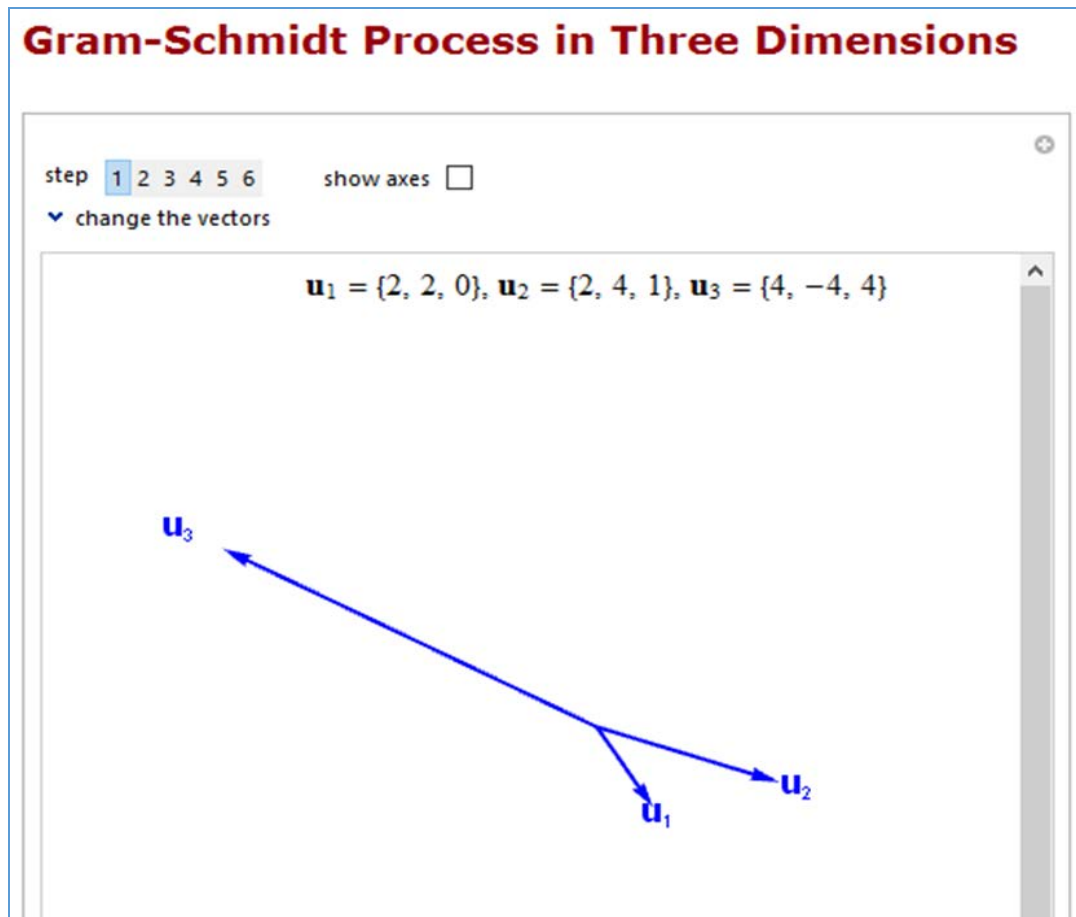 Gram-Schmidt Process in Three Dimensions
step 1 2 3 4 5 6 show axes
change the vectors
u₁ = {2, 2, 0}, u₂ = {2, 4, 1}, u₃ = {4, −4, 4}
u₃
u₂
u₁